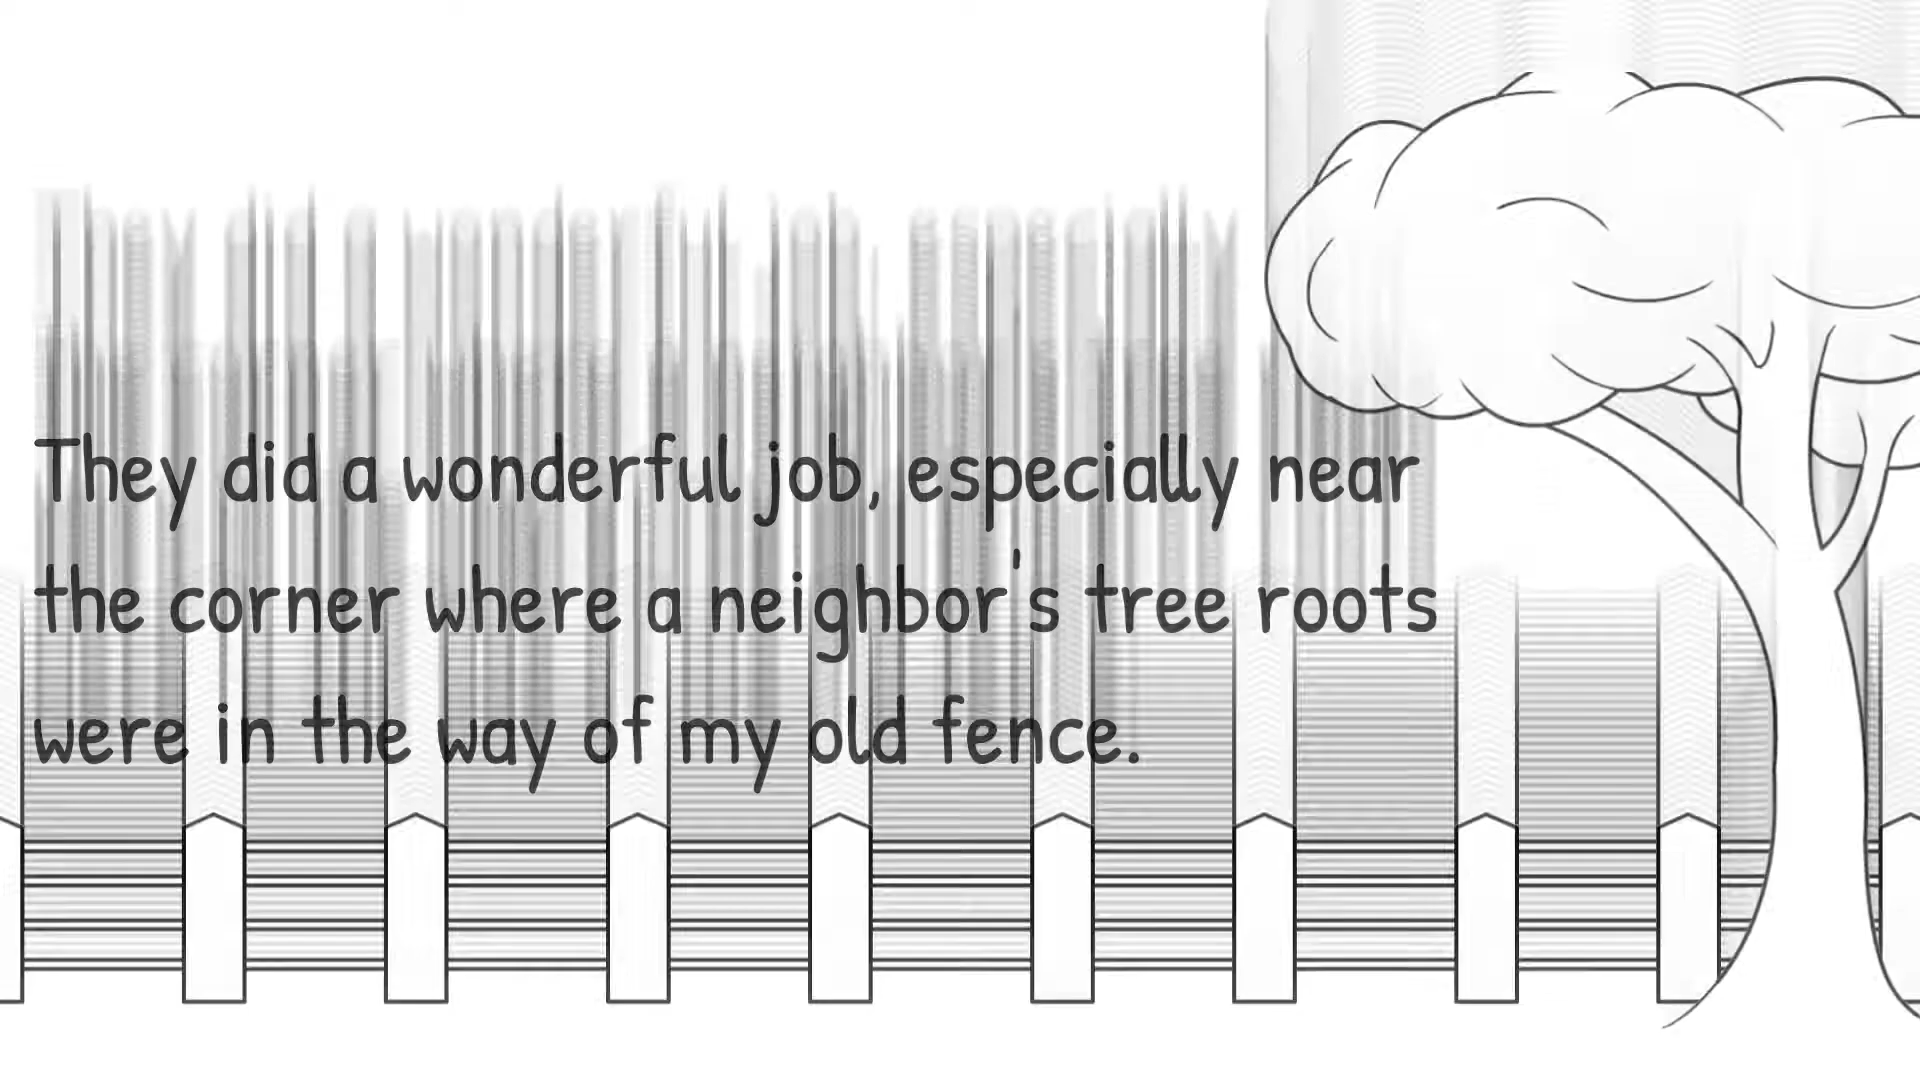 They did a wonderful job, especially near
the corner where a neighbor's tree roots
were in the way of my old fence.